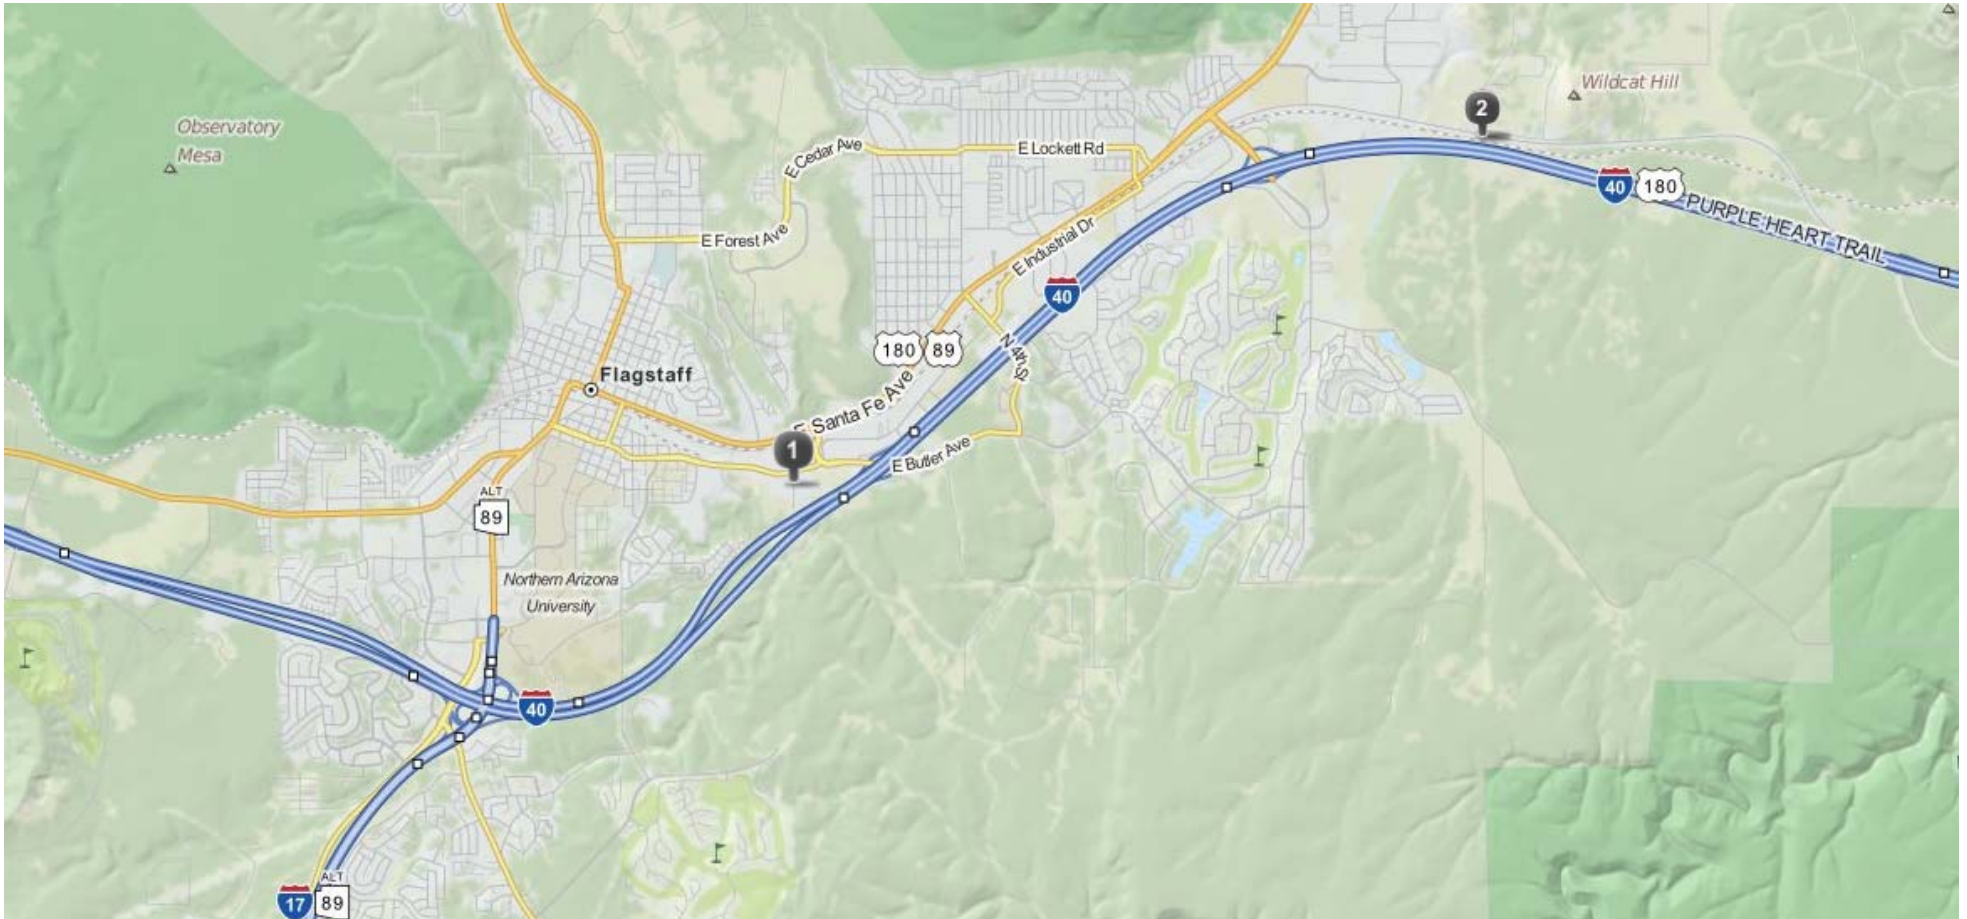 Wildcat Hill
2
Observatory
Mesa
E Cedar Ave
E Lockett Rd
40
180
PURPLE HEART TRAIL
E Forest Ave
E Industrial Dr
40
180
89
N 4th St
Flagstaff
E Santa Fe Ave
1
E Butler Ave
ALT
89
Northern Arizona
University
40
ALT
17
89